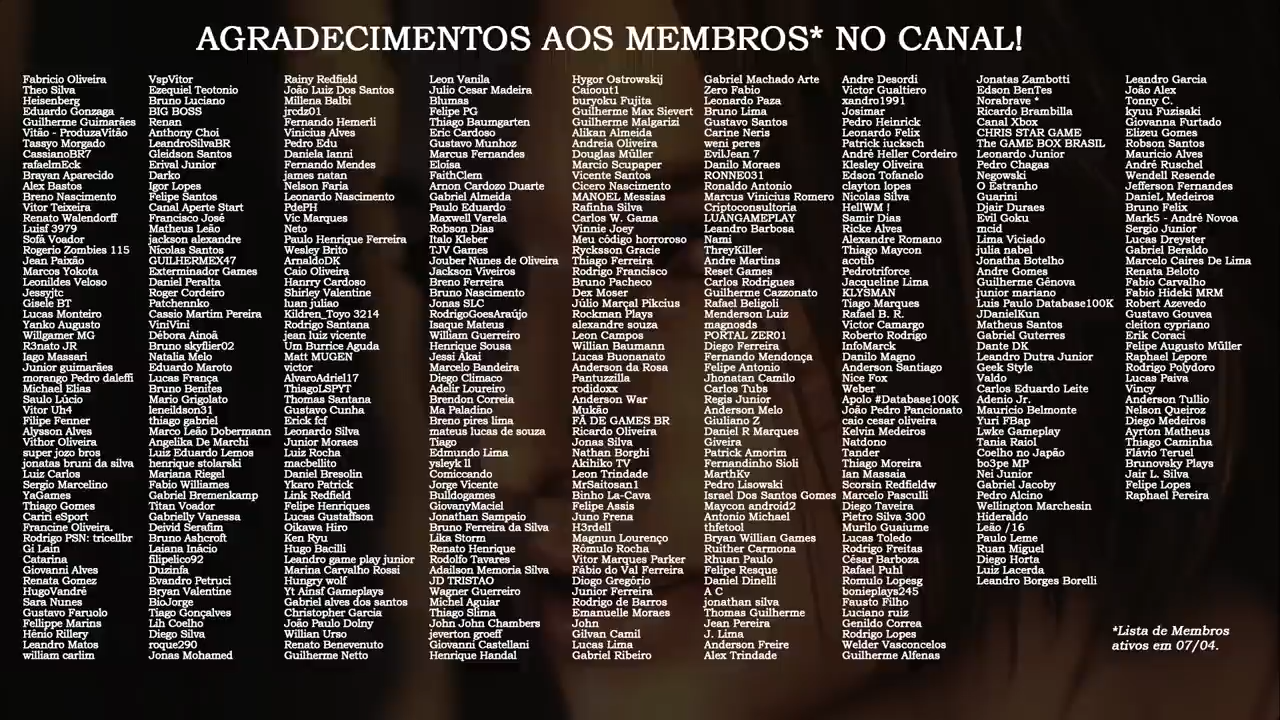 AGRADECIMENTOS AOS MEMBROS* NO CANAL!
Fabricio Oliveira
Theo Silva
Heisenberg
Eduardo Gonzaga
Guilherme Guimarães
Vitão - ProduzaVitão
Tassyo Morgado
CassianoBR7
rafaelmEck
Brayan Aparecido
Alex Bastos
Breno Nascimento
Vitor Teixeira
Renato Walendorff
Luisf 3979
Sofá Voador
Rogerio Zombies 115
Jean Paixão
Marcos Yokota
Leonildes Veloso
Jessyjtc
Gisele BT
Lucas Monteiro
Yanko Augusto
Willgamer MG
R3nato JR
Iago Massari
Junior guimarães
morango Pedro daleffi
Michael Elias
Saulo Lúcio
Vitor Uh4
Filipe Fenner
Alysson Alves
Vithor Oliveira
super jozo bros
jonatas bruni da silva
Luiz Carlos
Sergio Marcelino
YaGames
Thiago Gomes
Cariri eSport
Francine Oliveira.
Rodrigo PSN: tricellbr
Gi Lain
Catarina
Giovanni Alves
Renata Gomez
HugoVandré
Sara Nunes
Gustavo Faruolo
Fellippe Marins
Hênio Rillery
Leandro Matos
william carlim
VspVitor
Ezequiel Teotonio
Bruno Luciano
BIG BOSS
Renan
Anthony Choi
LeandroSilvaBR
Gleidson Santos
Erival Junior
Darko
Igor Lopes
Felipe Santos
Canal Aperte Start
Francisco José
Matheus Leão
jackson alexandre
Nícolas Santos
GUILHERMEX47
Exterminador Games
Daniel Peralta
Roger Cordeiro
Patchenko
Cassio Martim Pereira
ViniVini
Débora Ainoã
Bruno skyflier02
Natalia Melo
Eduardo Maroto
Lucas França
Bruno Benites
Mario Grigolato
leneildson31
thiago gabriel
Marco Leão Dobermann
Angelika De Marchi
Luiz Eduardo Lemos
henrique stolarski
Mariana Riegel
Fabio Williames
Gabriel Bremenkamp
Titan Voador
Gabrielly Vanessa
Deivid Serafim
Bruno Ashcroft
Laiana Inácio
filipelico92
Duzinfa
Evandro Petruci
Bryan Valentine
BioJorge
Tiago Gonçalves
Lih Coelho
Diego Silva
roque290
Jonas Mohamed
Rainy Redfield
João Luiz Dos Santos
Millena Balbi
jrodz01
Fernando Hemerli
Vinicius Alves
Pedro Edu
Daniela Ianni
Fernando Mendes
james natan
Nelson Faria
Leonardo Nascimento
PdePH
Vic Marques
Neto
Paulo Henrique Ferreira
Wesley Brito
ArnaldoDK
Caio Oliveira
Hanrry Cardoso
Shirley Valentine
luan juliao
Kildren_Toyo 3214
Rodrigo Santana
jean luiz vicente
Um Burrice Aguda
Matt MUGEN
victor
AlvaroAdriel17
ThiagoLSPYT
Thomas Santana
Gustavo Cunha
Erick fcf
Leonardo Silva
Junior Moraes
Luiz Rocha
macbellito
Daniel Bresolin
Ykaro Patrick
Link Redfield
Felipe Henriques
Lucas Gustaffson
Oikawa Hiro
Ken Ryu
Hugo Bacilli
Leandro game play junior
Marina Carvalho Rossi
Hungry wolf
Yt Ainsf Gameplays
Gabriel alves dos santos
Christopher Garcia
João Paulo Dolny
Willian Urso
Renato Benevenuto
Guilherme Netto
Leon Vanila
Julio Cesar Madeira
Blumas
Felipe PG
Thiago Baumgarten
Eric Cardoso
Gustavo Munhoz
Marcus Fernandes
Eloísa
FaithClem
Arnon Cardozo Duarte
Gabriel Almeida
Paulo Eduardo
Maxwell Varela
Robson Dias
Italo Kleber
TJV Games
Jouber Nunes de Oliveira
Jackson Viveiros
Breno Ferreira
Bruno Nascimento
Jonas SLC
RodrigoGoesAraújo
Isaque Mateus
William Guerreiro
Henrique Sousa
Jessi Akai
Marcelo Bandeira
Diego Climaco
Adelir Loureiro
Brendon Correia
Ma Paladino
Breno pires lima
mateus lucas de souza
Tiago
Edmundo Lima
ysleyk ll
Comiccando
Jorge Vicente
Bulldogames
GiovanyMaciel
Jonathan Sampaio
Bruno Ferreira da Silva
Lika Storm
Renato Henrique
Rodolfo Tavares
Adailson Memoria Silva
JD TRISTAO
Wagner Guerreiro
Michel Aguiar
Thiago Slima
John John Chambers
jeverton groeff
Giovanni Castellani
Henrique Handal
Hygor Ostrowskij
Caioou1
buryoku Fujita
Guilherme Max Sievert
Guilherme Malgarizi
Alikan Almeida
Andreia Oliveira
Douglas Müller
Marcio Scupaper
Vicente Santos
Cicero Nascimento
MANOEL Messias
Rafinha Silva
Carlos W. Gama
Vinnie Joey
Meu código horroroso
Rycksson Gracie
Thiago Ferreira
Rodrigo Francisco
Bruno Pacheco
Dex Moser
Júlio Marçal Pikcius
Rockman Plays
alexandre souza
Leon Campos
Willian Baumann
Lucas Buonanato
Anderson da Rosa
Pantuzzilla
rodidoxx
Anderson War
Mukão
FÃ DE GAMES BR
Ricardo Oliveira
Jonas Silva
Nathan Borghi
Akihiko TV
Leon Trindade
MrSaitosan1
Binho La-Cava
Felipe Assis
Juno Frena
H3rdell
Magnun Lourenço
Rômulo Rocha
Vitor Marques Parker
Fábio do Val Ferreira
Diogo Gregório
Junior Ferreira
Rodrigo de Barros
Emanuelle Moraes
John
Gilvan Camil
Lucas Lima
Gabriel Ribeiro
Gabriel Machado Arte
Zero Fabio
Leonardo Paza
Bruno Lima
Gustavo Santos
Carine Neris
weni peres
EvilJean 7
Danilo Moraes
RONNE031
Ronaldo Antonio
Marcus Vinicius Romero
Criptoconsultoria
LUANGAMEPLAY
Leandro Barbosa
Nami
ThreyKiller
Andre Martins
Reset Games
Carlos Rodrigues
Guilherme Cazzonato
Rafael Beligoli
Menderson Luiz
magnosds
PORTAL ZERO1
Diego Ferreira
Fernando Mendonça
Felipe Antonio
Jhonatan Camilo
Carlos Tubs
Regis Junior
Anderson Melo
Giuliano Z
Daniel R Marques
Giveira
Patrick Amorim
Fernandinho Sioli
MarthKV
Pedro Lisowski
Israel Dos Santos Gomes
Maycon android2
Antonio Michael
hhfetool
Bryan Willian Games
Ruither Carmona
Rhuan Paulo
Felipe Resque
Daniel Dinelli
A C
jonathan silva
Thomas Guilherme
Jean Pereira
J. Lima
Anderson Freire
Alex Trindade
Andre Desordi
Victor Gualtiero
xandro1991
Josimar
Pedro Heinrick
Leonardo Felix
Patrick iucksch
André Heller Cordeiro
Klesley Oliveira
Edson Tofanelo
clayton lopes
Nicolas Silva
HellWM !
Samir Dias
Ricke Alves
Alexandre Romano
Thiago Maycon
acotib
Pedrotriforce
Jacqueline Lima
KLYSMAN
Tiago Marques
Rafael B. R.
Victor Camargo
Roberto Rodrigo
InfoMarck
Danilo Magno
Anderson Santiago
Nice Fox
Weber
Apolo #Database100K
João Pedro Pancionato
caio cesar oliveira
Kelvin Medeiros
Natdono
Tander
Thiago Moreira
Ian Massaia
Scorsin Redfieldw
Marcelo Pasculli
Diego Taveira
Pietro Silva 300
Murilo Guaiume
Lucas Toledo
Rodrigo Freitas
César Barboza
Rafael Puhl
Romulo Lopesg
bonieplays245
Fausto Filho
Luciano ruiz
Genildo Correa
Rodrigo Lopes
Welder Vasconcelos
Guilherme Alfenas
Jonatas Zambotti
Edson BenTes
Norabrave *
Ricardo Brambilla
Canal Xbox
CHRIS STAR GAME
The GAME BOX BRASIL
Leonardo Junior
Pedro Chagas
Negowski
O Estranho
Guarini
Djair Duraes
Evil Goku
mcid
Lima Viciado
julia nabel
Jonatha Botelho
Andre Gomes
Guilherme Gênova
junior mariano
Luis Paulo Database100K
JDanielKun
Matheus Santos
Gabriel Guterres
Dante DK
Leandro Dutra Junior
Geek Style
Valdo
Carlos Eduardo Leite
Adenio Jr.
Mauricio Belmonte
Yuri FBap
Lwke Gameplay
Tania Raiol
Coelho no Japão
bo3pe MP
Nei Junior
Gabriel Jacoby
Pedro Alcino
Wellington Marchesin
Hideraldo
Leão /16
Paulo Leme
Ruan Miguel
Diego Horta
Luiz Lacerda
Leandro Borges Borelli
Leandro Garcia
João Alex
Tonny C.
kyuu Fuzisaki
Giovanna Furtado
Elizeu Gomes
Robson Santos
Mauricio Alves
André Ruschel
Wendell Resende
Jefferson Fernandes
DanieL Medeiros
Bruno Felix
Mark5 - André Novoa
Sergio Junior
Lucas Dreyster
Gabriel Beraldo
Marcelo Caires De Lima
Renata Beloto
Fabio Carvalho
Fabio Hideki MRM
Robert Azevedo
Gustavo Gouvea
cleiton cypriano
Erik Coraci
Felipe Augusto Müller
Raphael Lepore
Rodrigo Polydoro
Lucas Paiva
Vincy
Anderson Tullio
Nelson Queiroz
Diego Medeiros
Ayrton Matheus
Thiago Caminha
Flávio Teruel
Brunovsky Plays
Jair L. Silva
Felipe Lopes
Raphael Pereira
*Lista de Membros
ativos em 07/04.